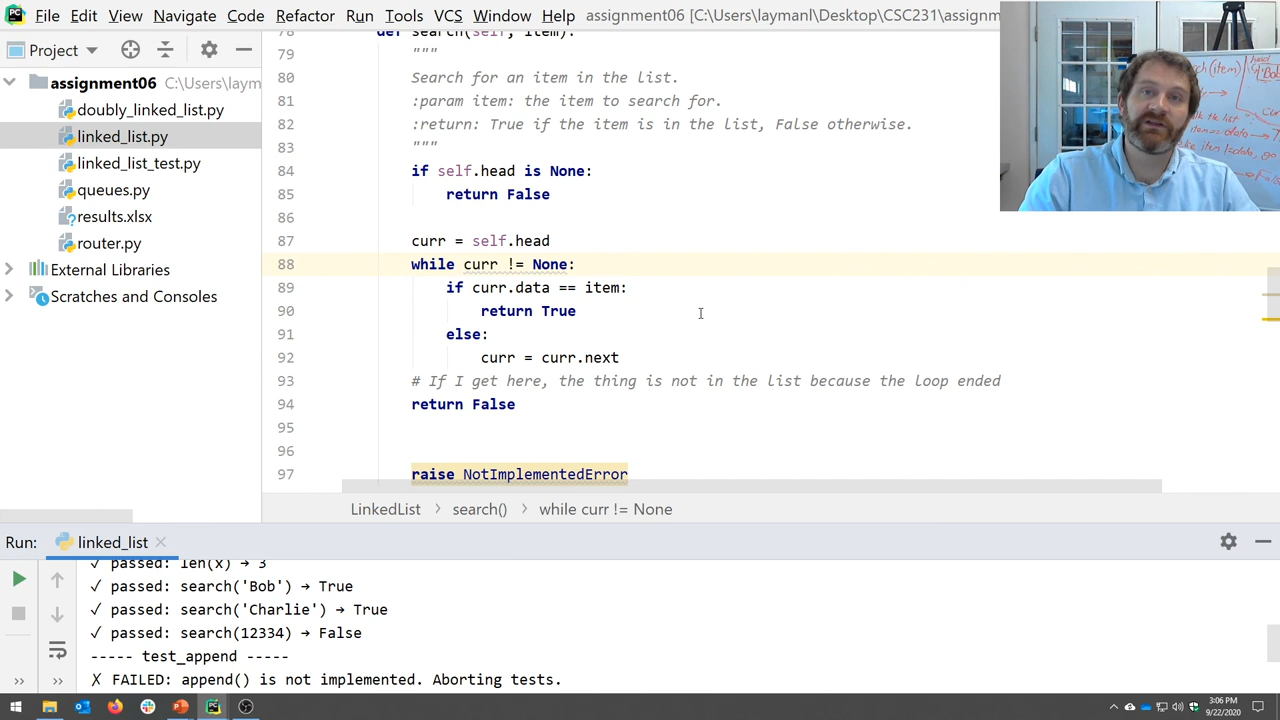 File Edit View Navigate Code Refactor Run Tools VCS Window Help assignment06 [C:\Users\laymanl\Desktop\CSC231\assignm
Project
assignment06 C:\Users\laym
doubly_linked_list.py
linked_list.py
linked_list_test.py
queues.py
results.xlsx
router.py
External Libraries
Scratches and Consoles
78 def search(self, item):
79 """
80 Search for an item in the list.
81 :param item: the item to search for.
82 :return: True if the item is in the list, False otherwise.
83 """
84 if self.head is None:
85 return False
86
87 curr = self.head
88 while curr != None:
89 if curr.data == item:
90 return True
91 else:
92 curr = curr.next
93 # If I get here, the thing is not in the list because the loop ended
94 return False
95
96
97 raise NotImplementedError
LinkedList > search() > while curr != None
Run: linked_list
✓ passed: len(x) → 3
✓ passed: search('Bob') → True
✓ passed: search('Charlie') → True
✓ passed: search(12334) → False
----- test_append -----
✗ FAILED: append() is not implemented. Aborting tests.
3:06 PM
9/22/2020